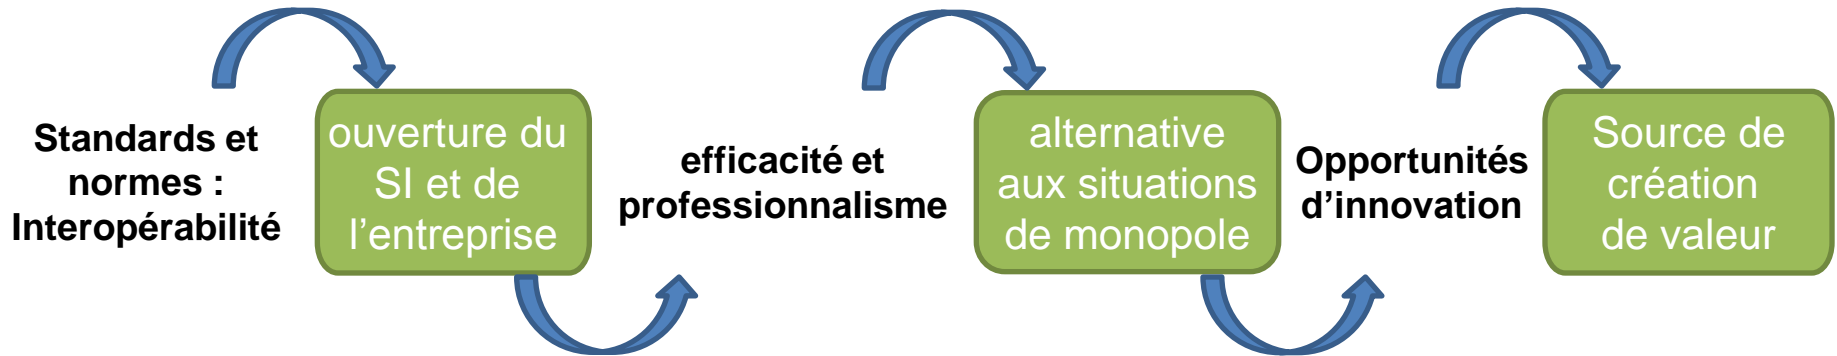 Standards et
normes :
Interopérabilité
ouverture du
SI et de
l’entreprise
efficacité et
professionnalisme
alternative
aux situations
de monopole
Opportunités
d’innovation
Source de
création
de valeur